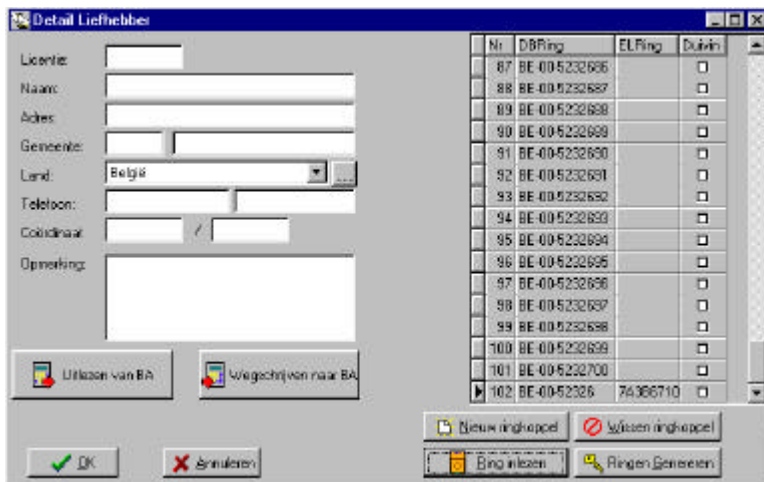 Detail Liefhebber
Licentie:
Naam:
Adres:
Gemeente:
Land: België ...
Telefoon:
Coördinaat /
Opmerking:
Uitlezen van BA
Wegschrijven naar BA
OK
Annuleren
Nr DBRing ELRing Duivin
87 BE-00-5232686
88 BE-00-5232687
89 BE-00-5232688
90 BE-00-5232689
91 BE-00-5232690
92 BE-00-5232691
93 BE-00-5232692
94 BE-00-5232693
95 BE-00-5232694
96 BE-00-5232695
97 BE-00-5232696
98 BE-00-5232697
99 BE-00-5232698
100 BE-00-5232699
101 BE-00-5232700
102 BE-00-52326 74386710
Nieuw ringkoppel
Wissen ringkoppel
Ring inlezen
Ringen Genereren